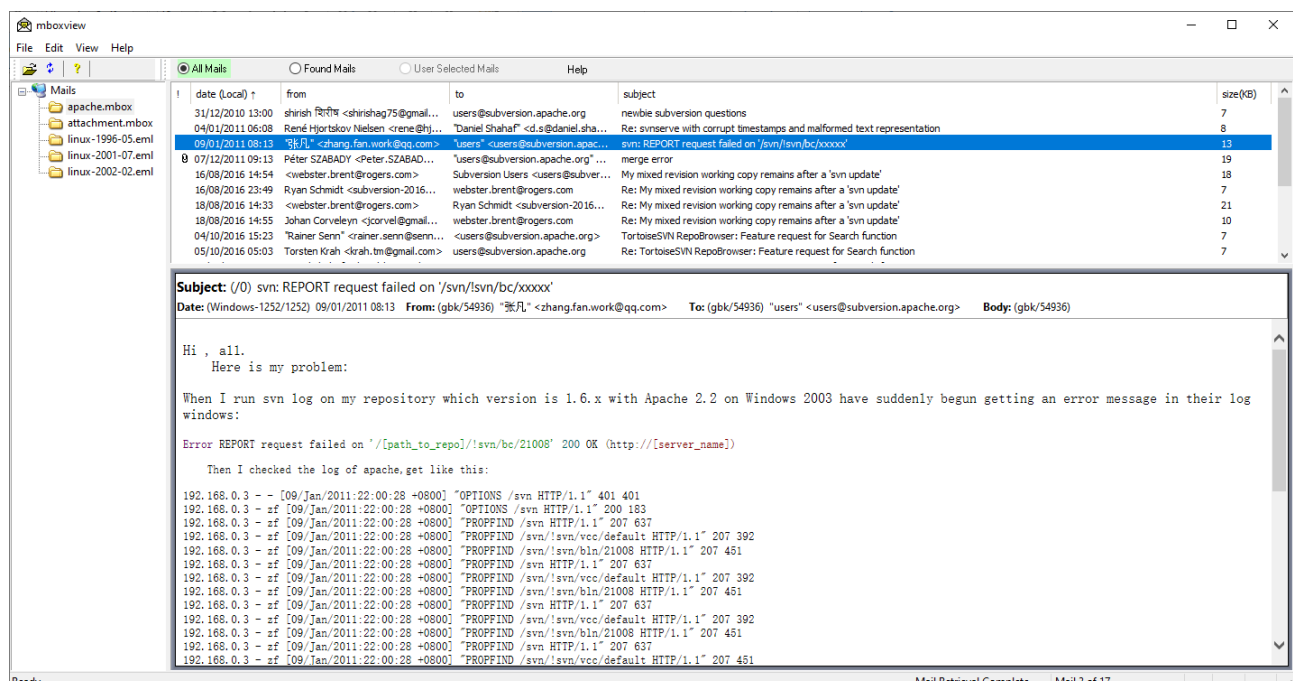 mboxview
File Edit View Help
All Mails Found Mails User Selected Mails Help
Mails
apache.mbox
attachment.mbox
linux-1996-05.eml
linux-2001-07.eml
linux-2002-02.eml
! date (Local) ↑ from to subject size(KB)
31/12/2010 13:00 shirish शिरीष <shirishag75@gmail... users@subversion.apache.org newbie subversion questions 7
04/01/2011 06:08 René Hjortskov Nielsen <rene@hj... "Daniel Shahaf" <d.s@daniel.sha... Re: svnserve with corrupt timestamps and malformed text representation 8
09/01/2011 08:13 "张凡" <zhang.fan.work@qq.com> "users" <users@subversion.apac... svn: REPORT request failed on '/svn/!svn/bc/xxxxx' 13
07/12/2011 09:13 Péter SZABADY <Peter.SZABAD... "users@subversion.apache.org" ... merge error 19
16/08/2016 14:54 <webster.brent@rogers.com> Subversion Users <users@subver... My mixed revision working copy remains after a 'svn update' 18
16/08/2016 23:49 Ryan Schmidt <subversion-2016... webster.brent@rogers.com Re: My mixed revision working copy remains after a 'svn update' 7
18/08/2016 14:33 <webster.brent@rogers.com> Ryan Schmidt <subversion-2016... Re: My mixed revision working copy remains after a 'svn update' 21
18/08/2016 14:55 Johan Corveleyn <jcorvel@gmail... webster.brent@rogers.com Re: My mixed revision working copy remains after a 'svn update' 10
04/10/2016 15:23 "Rainer Senn" <rainer.senn@senn... <users@subversion.apache.org> TortoiseSVN RepoBrowser: Feature request for Search function 7
05/10/2016 05:03 Torsten Krah <krah.tm@gmail.com> users@subversion.apache.org Re: TortoiseSVN RepoBrowser: Feature request for Search function 7
Subject: (/0) svn: REPORT request failed on '/svn/!svn/bc/xxxxx'
Date: (Windows-1252/1252) 09/01/2011 08:13 From: (gbk/54936) "张凡" <zhang.fan.work@qq.com> To: (gbk/54936) "users" <users@subversion.apache.org> Body: (gbk/54936)
Hi , all.
Here is my problem:
When I run svn log on my repository which version is 1.6.x with Apache 2.2 on Windows 2003 have suddenly begun getting an error message in their log
windows:
Error REPORT request failed on '/[path_to_repo]/!svn/bc/21008' 200 OK (http://[server_name])
Then I checked the log of apache,get like this:
192.168.0.3 - - [09/Jan/2011:22:00:28 +0800] "OPTIONS /svn HTTP/1.1" 401 401
192.168.0.3 - zf [09/Jan/2011:22:00:28 +0800] "OPTIONS /svn HTTP/1.1" 200 183
192.168.0.3 - zf [09/Jan/2011:22:00:28 +0800] "PROPFIND /svn HTTP/1.1" 207 637
192.168.0.3 - zf [09/Jan/2011:22:00:28 +0800] "PROPFIND /svn/!svn/vcc/default HTTP/1.1" 207 392
192.168.0.3 - zf [09/Jan/2011:22:00:28 +0800] "PROPFIND /svn/!svn/bln/21008 HTTP/1.1" 207 451
192.168.0.3 - zf [09/Jan/2011:22:00:28 +0800] "PROPFIND /svn HTTP/1.1" 207 637
192.168.0.3 - zf [09/Jan/2011:22:00:28 +0800] "PROPFIND /svn/!svn/vcc/default HTTP/1.1" 207 392
192.168.0.3 - zf [09/Jan/2011:22:00:28 +0800] "PROPFIND /svn/!svn/bln/21008 HTTP/1.1" 207 451
192.168.0.3 - zf [09/Jan/2011:22:00:28 +0800] "PROPFIND /svn HTTP/1.1" 207 637
192.168.0.3 - zf [09/Jan/2011:22:00:28 +0800] "PROPFIND /svn/!svn/vcc/default HTTP/1.1" 207 392
192.168.0.3 - zf [09/Jan/2011:22:00:28 +0800] "PROPFIND /svn/!svn/bln/21008 HTTP/1.1" 207 451
192.168.0.3 - zf [09/Jan/2011:22:00:28 +0800] "PROPFIND /svn HTTP/1.1" 207 637
192.168.0.3 - zf [09/Jan/2011:22:00:28 +0800] "PROPFIND /svn/!svn/vcc/default HTTP/1.1" 207 451
Ready Mail Retrieval Complete Mail 3 of 17